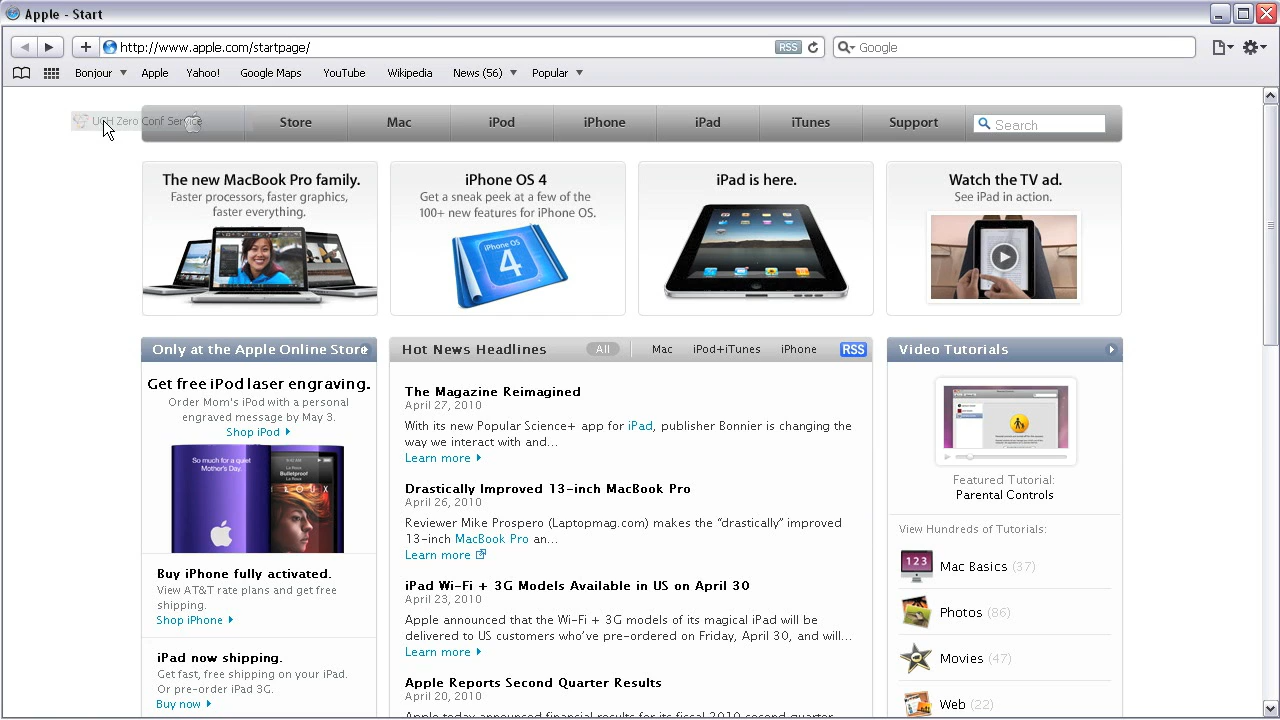 Apple - Start
http://www.apple.com/startpage/
RSS
Google
Bonjour
Apple
Yahoo!
Google Maps
YouTube
Wikipedia
News (56)
Popular
Zero Conf Service
Store
Mac
iPod
iPhone
iPad
iTunes
Support
Search
The new MacBook Pro family.
Faster processors, faster graphics,
faster everything.
iPhone OS 4
Get a sneak peek at a few of the
100+ new features for iPhone OS.
iPhone OS
4
iPad is here.
Watch the TV ad.
See iPad in action.
Only at the Apple Online Store
Get free iPod laser engraving.
Order Mom's iPod with a personal
engraved message by May 3.
Shop iPod
So much for a quiet
Mother's Day.
La Roux
Bulletproof
La Roux
Buy iPhone fully activated.
View AT&T rate plans and get free
shipping.
Shop iPhone
iPad now shipping.
Get fast, free shipping on your iPad.
Or pre-order iPad 3G.
Buy now
Hot News Headlines
All
Mac
iPod+iTunes
iPhone
RSS
The Magazine Reimagined
April 27, 2010
With its new Popular Science+ app for iPad, publisher Bonnier is changing the
way we interact with and...
Learn more
Drastically Improved 13-inch MacBook Pro
April 26, 2010
Reviewer Mike Prospero (Laptopmag.com) makes the “drastically” improved
13-inch MacBook Pro an...
Learn more
iPad Wi-Fi + 3G Models Available in US on April 30
April 23, 2010
Apple announced that the Wi-Fi + 3G models of its magical iPad will be
delivered to US customers who've pre-ordered on Friday, April 30, and will...
Learn more
Apple Reports Second Quarter Results
April 20, 2010
Apple today announced financial results for its fiscal 2010 second quarter
Video Tutorials
Featured Tutorial:
Parental Controls
View Hundreds of Tutorials:
123
Mac Basics (37)
Photos (86)
Movies (47)
Web (22)